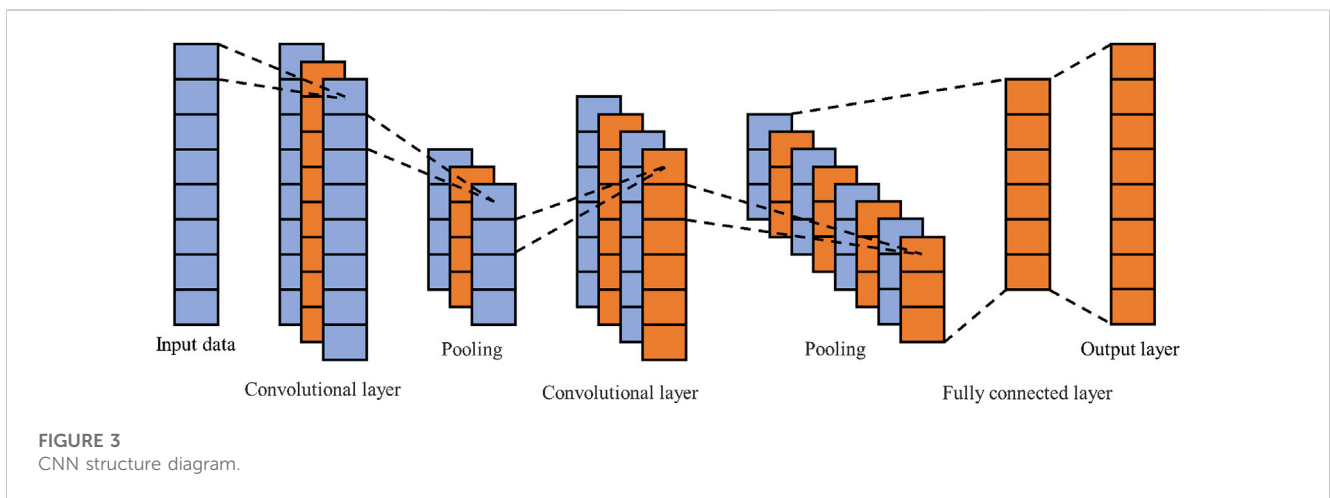 Input data
Convolutional layer
Pooling
Convolutional layer
Pooling
Fully connected layer
Output layer
FIGURE 3
CNN structure diagram.